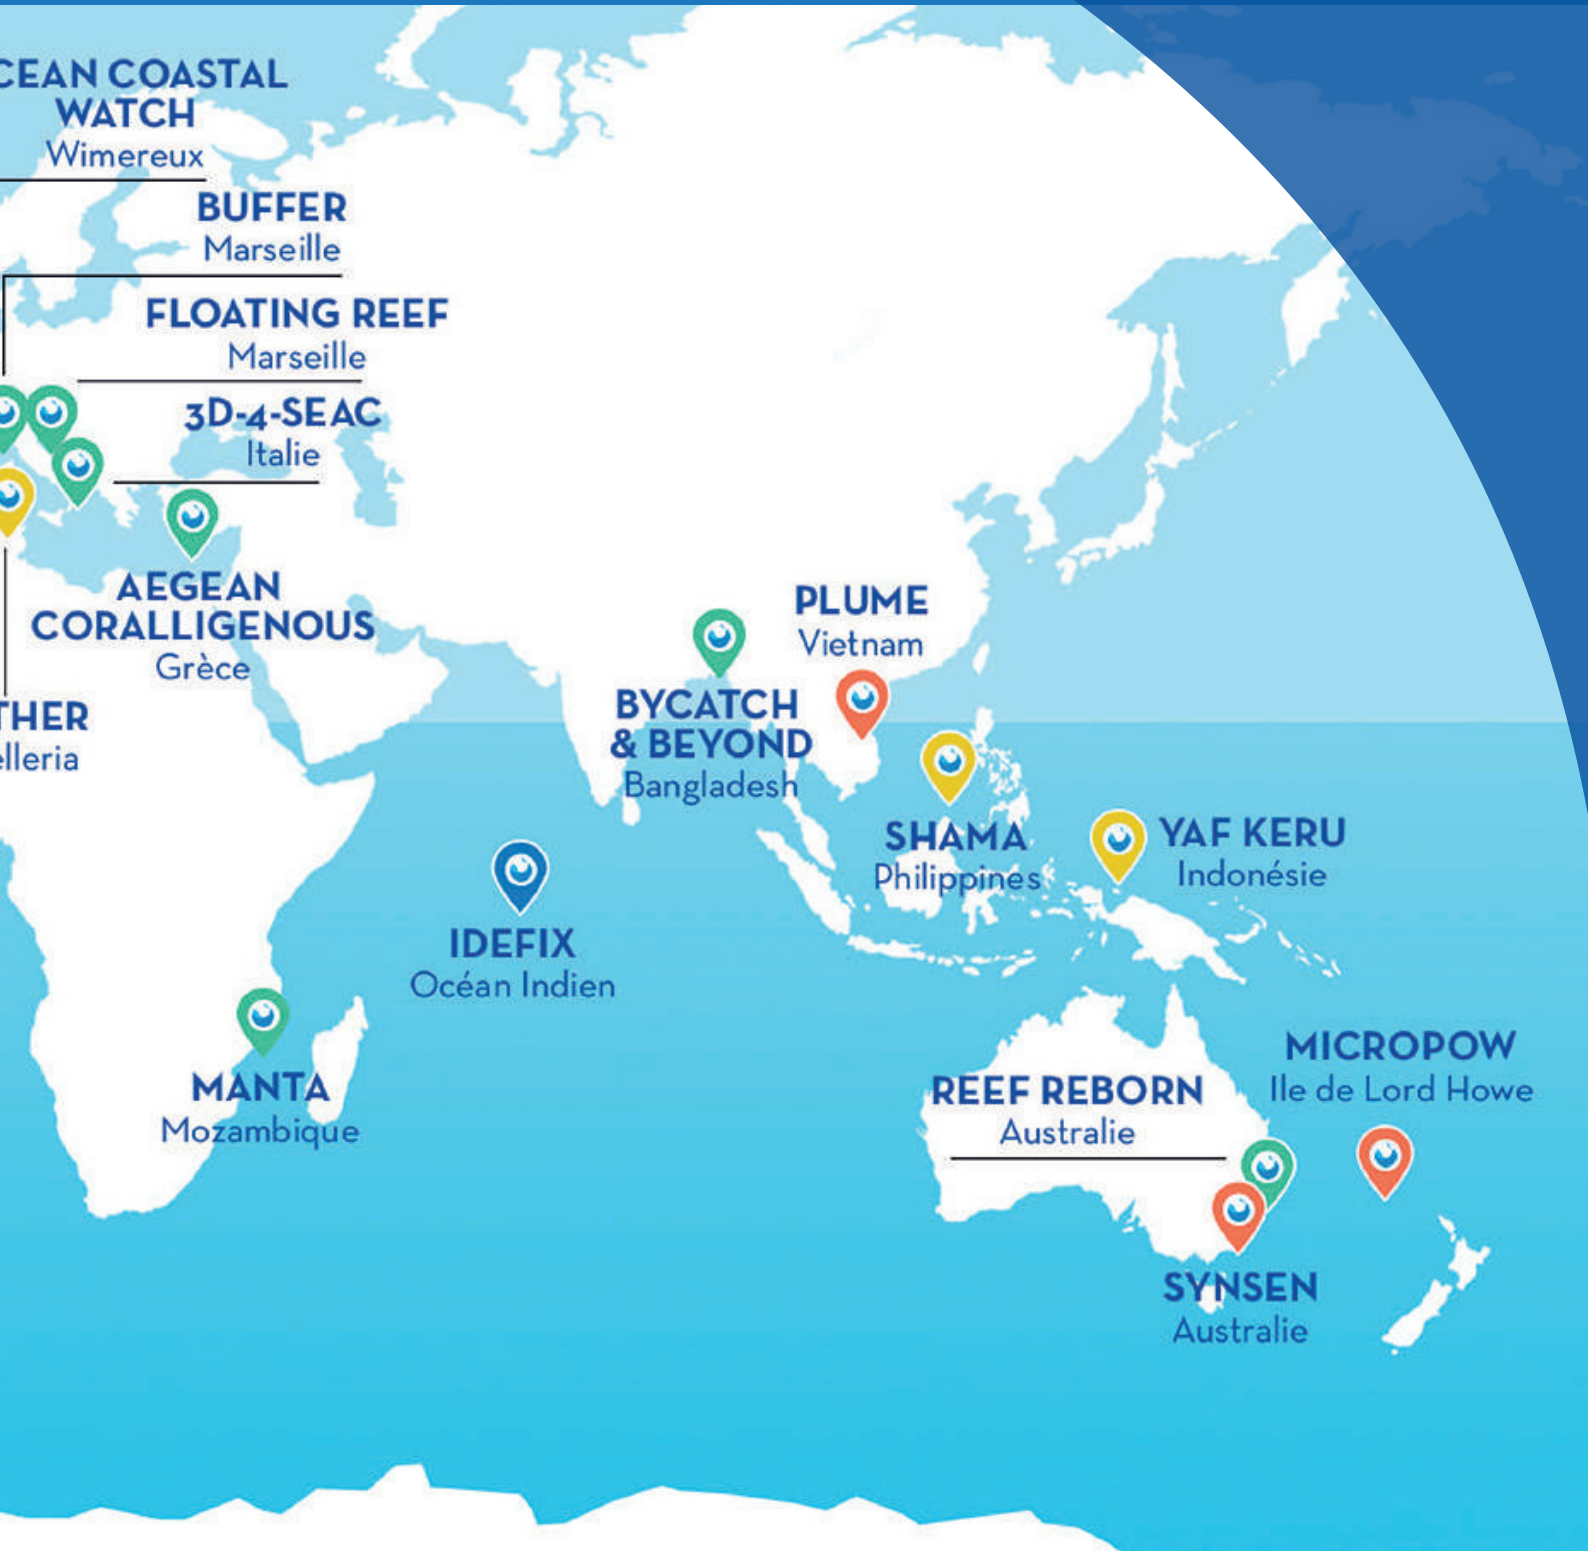 CEAN COASTAL
WATCH
Wimereux
BUFFER
Marseille
FLOATING REEF
Marseille
3D-4-SEAC
Italie
AEGEAN
CORALLIGENOUS
Grèce
THER
elleria
BYCATCH
& BEYOND
Bangladesh
PLUME
Vietnam
SHAMA
Philippines
YAF KERU
Indonésie
IDEFIX
Océan Indien
MANTA
Mozambique
REEF REBORN
Australie
MICROPOW
Ile de Lord Howe
SYNSEN
Australie